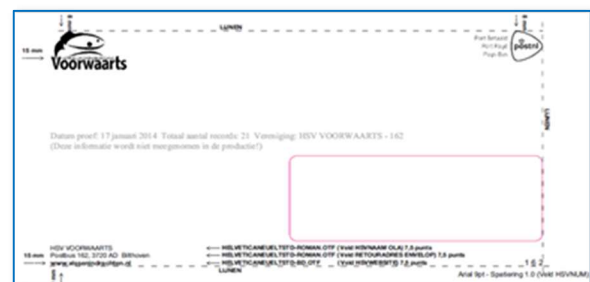 LIJNEN
15 mm
Voorwaarts
Port Betaald
Port Payé
Pays-Bas
postnl
LIJNEN
Datum proef: 17 januari 2014 Totaal aantal records: 21 Vereniging: HSV VOORWAARTS - 162
(Deze informatie wordt niet meegenomen in de productie!)
HSV VOORWAARTS
HELVETICANEUELTSTD-ROMAN.OTF (Veld HSVNAAM OLA) 7,5 punts
15 mm
Postbus 162, 3720 AD Bilthoven
HELVETICANEUELTSTD-ROMAN.OTF (Veld RETOURADRES ENVELOP) 7,5 punts
HELVETICANEUELTSTD-BD.OTF (Veld HSVWEBSITE) 7,5 punts
162
LIJNEN
mm
Arial 9pt - Spatiering 1.0 (Veld HSVNUM)